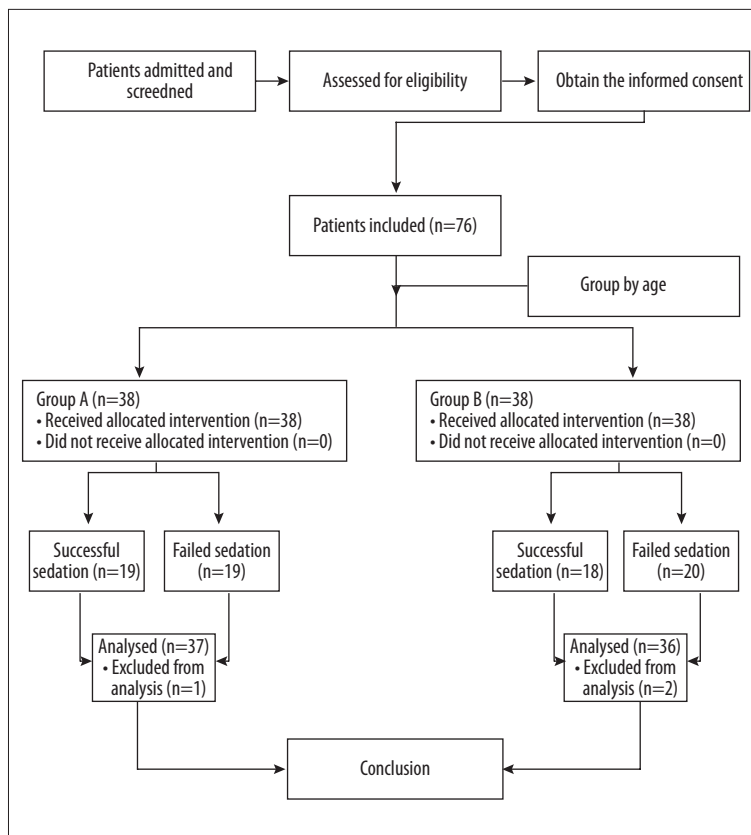 Patients admitted and
screedned
Assessed for eligibility
Obtain the informed consent
Patients included (n=76)
Group by age
Group A (n=38)
• Received allocated intervention (n=38)
• Did not receive allocated intervention (n=0)
Group B (n=38)
• Received allocated intervention (n=38)
• Did not receive allocated intervention (n=0)
Successful
sedation (n=19)
Failed sedation
(n=19)
Successful
sedation (n=18)
Failed sedation
(n=20)
Analysed (n=37)
• Excluded from
analysis (n=1)
Analysed (n=36)
• Excluded from
analysis (n=2)
Conclusion